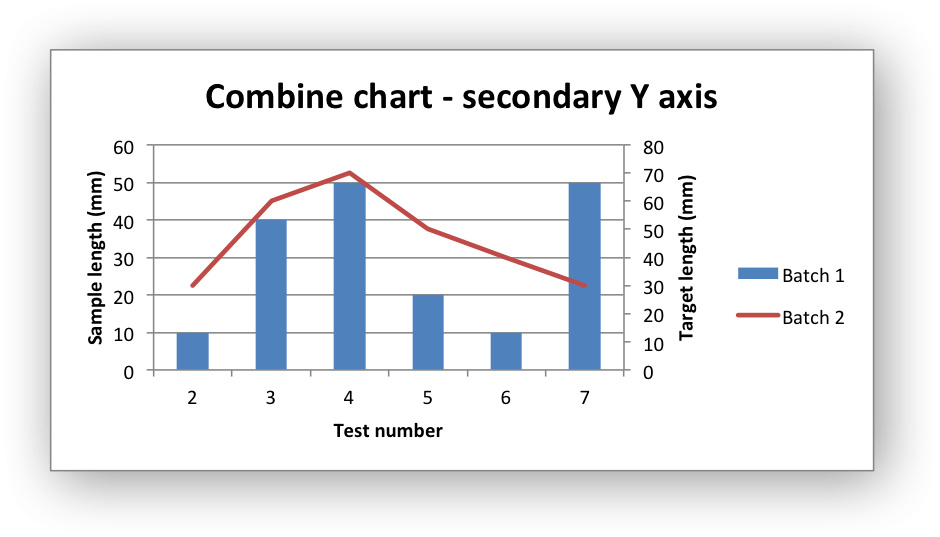 Combine chart - secondary Y axis
60
50
40
30
20
10
0
Sample length (mm)
80
70
60
50
40
30
20
10
0
Target length (mm)
2 3 4 5 6 7
Test number
Batch 1
Batch 2